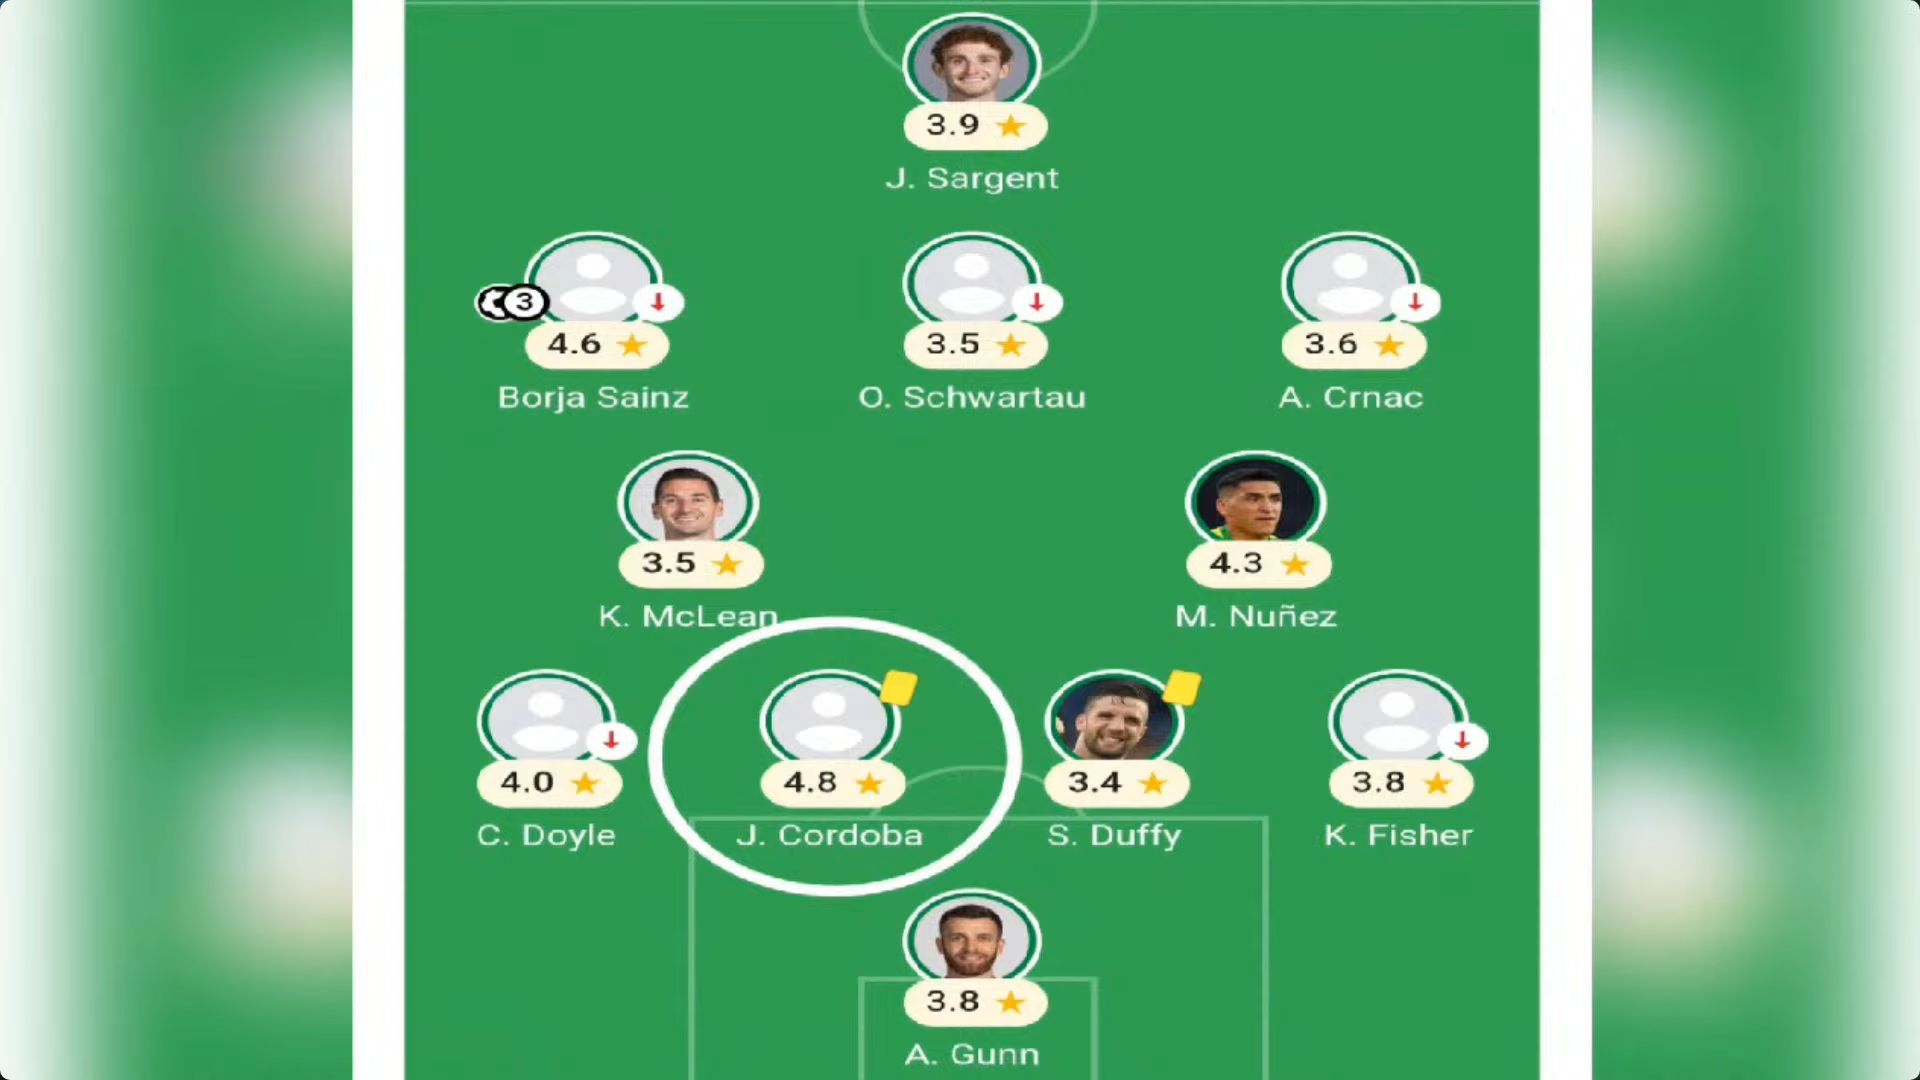 3.9
J. Sargent
3
4.6
3.5
3.6
Borja Sainz
O. Schwartau
A. Crnac
3.5
4.3
K. McLean
M. Nuñez
4.0
4.8
3.4
3.8
C. Doyle
J. Cordoba
S. Duffy
K. Fisher
3.8
A. Gunn